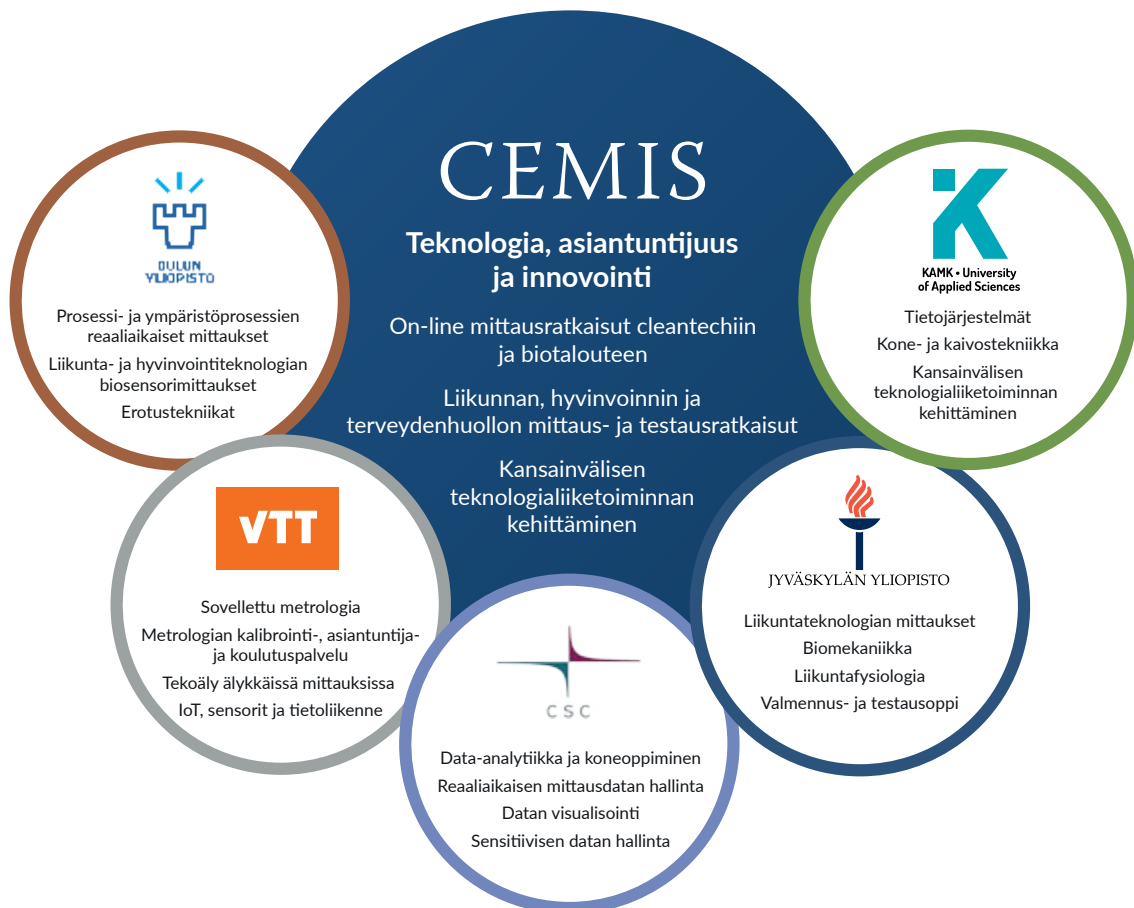 CEMIS
Teknologia, asiantuntijuus
ja innovointi
On-line mittausratkaisut cleantechiin
ja biotalouteen
Liikunnan, hyvinvoinnin ja
terveydenhuollon mittaus- ja testausratkaisut
Kansainvälisen
teknologialiiketoiminnan
kehittäminen
OULUN
YLIOPISTO
Prosessi- ja ympäristöprosessien
reaaliaikaiset mittaukset
Liikunta- ja hyvinvointiteknologian
biosensorimittaukset
Erotustekniikat
VTT
Sovellettu metrologia
Metrologian kalibrointi-, asiantuntija-
ja koulutuspalvelu
Tekoäly älykkäissä mittauksissa
IoT, sensorit ja tietoliikenne
CSC
Data-analytiikka ja koneoppiminen
Reaaliaikaisen mittausdatan hallinta
Datan visualisointi
Sensitiivisen datan hallinta
JYVÄSKYLÄN YLIOPISTO
Liikuntateknologian mittaukset
Biomekaniikka
Liikuntafysiologia
Valmennus- ja testausoppi
K
KAMK • University
of Applied Sciences
Tietojärjestelmät
Kone- ja kaivostekniikka
Kansainvälisen
teknologialiiketoiminnan
kehittäminen